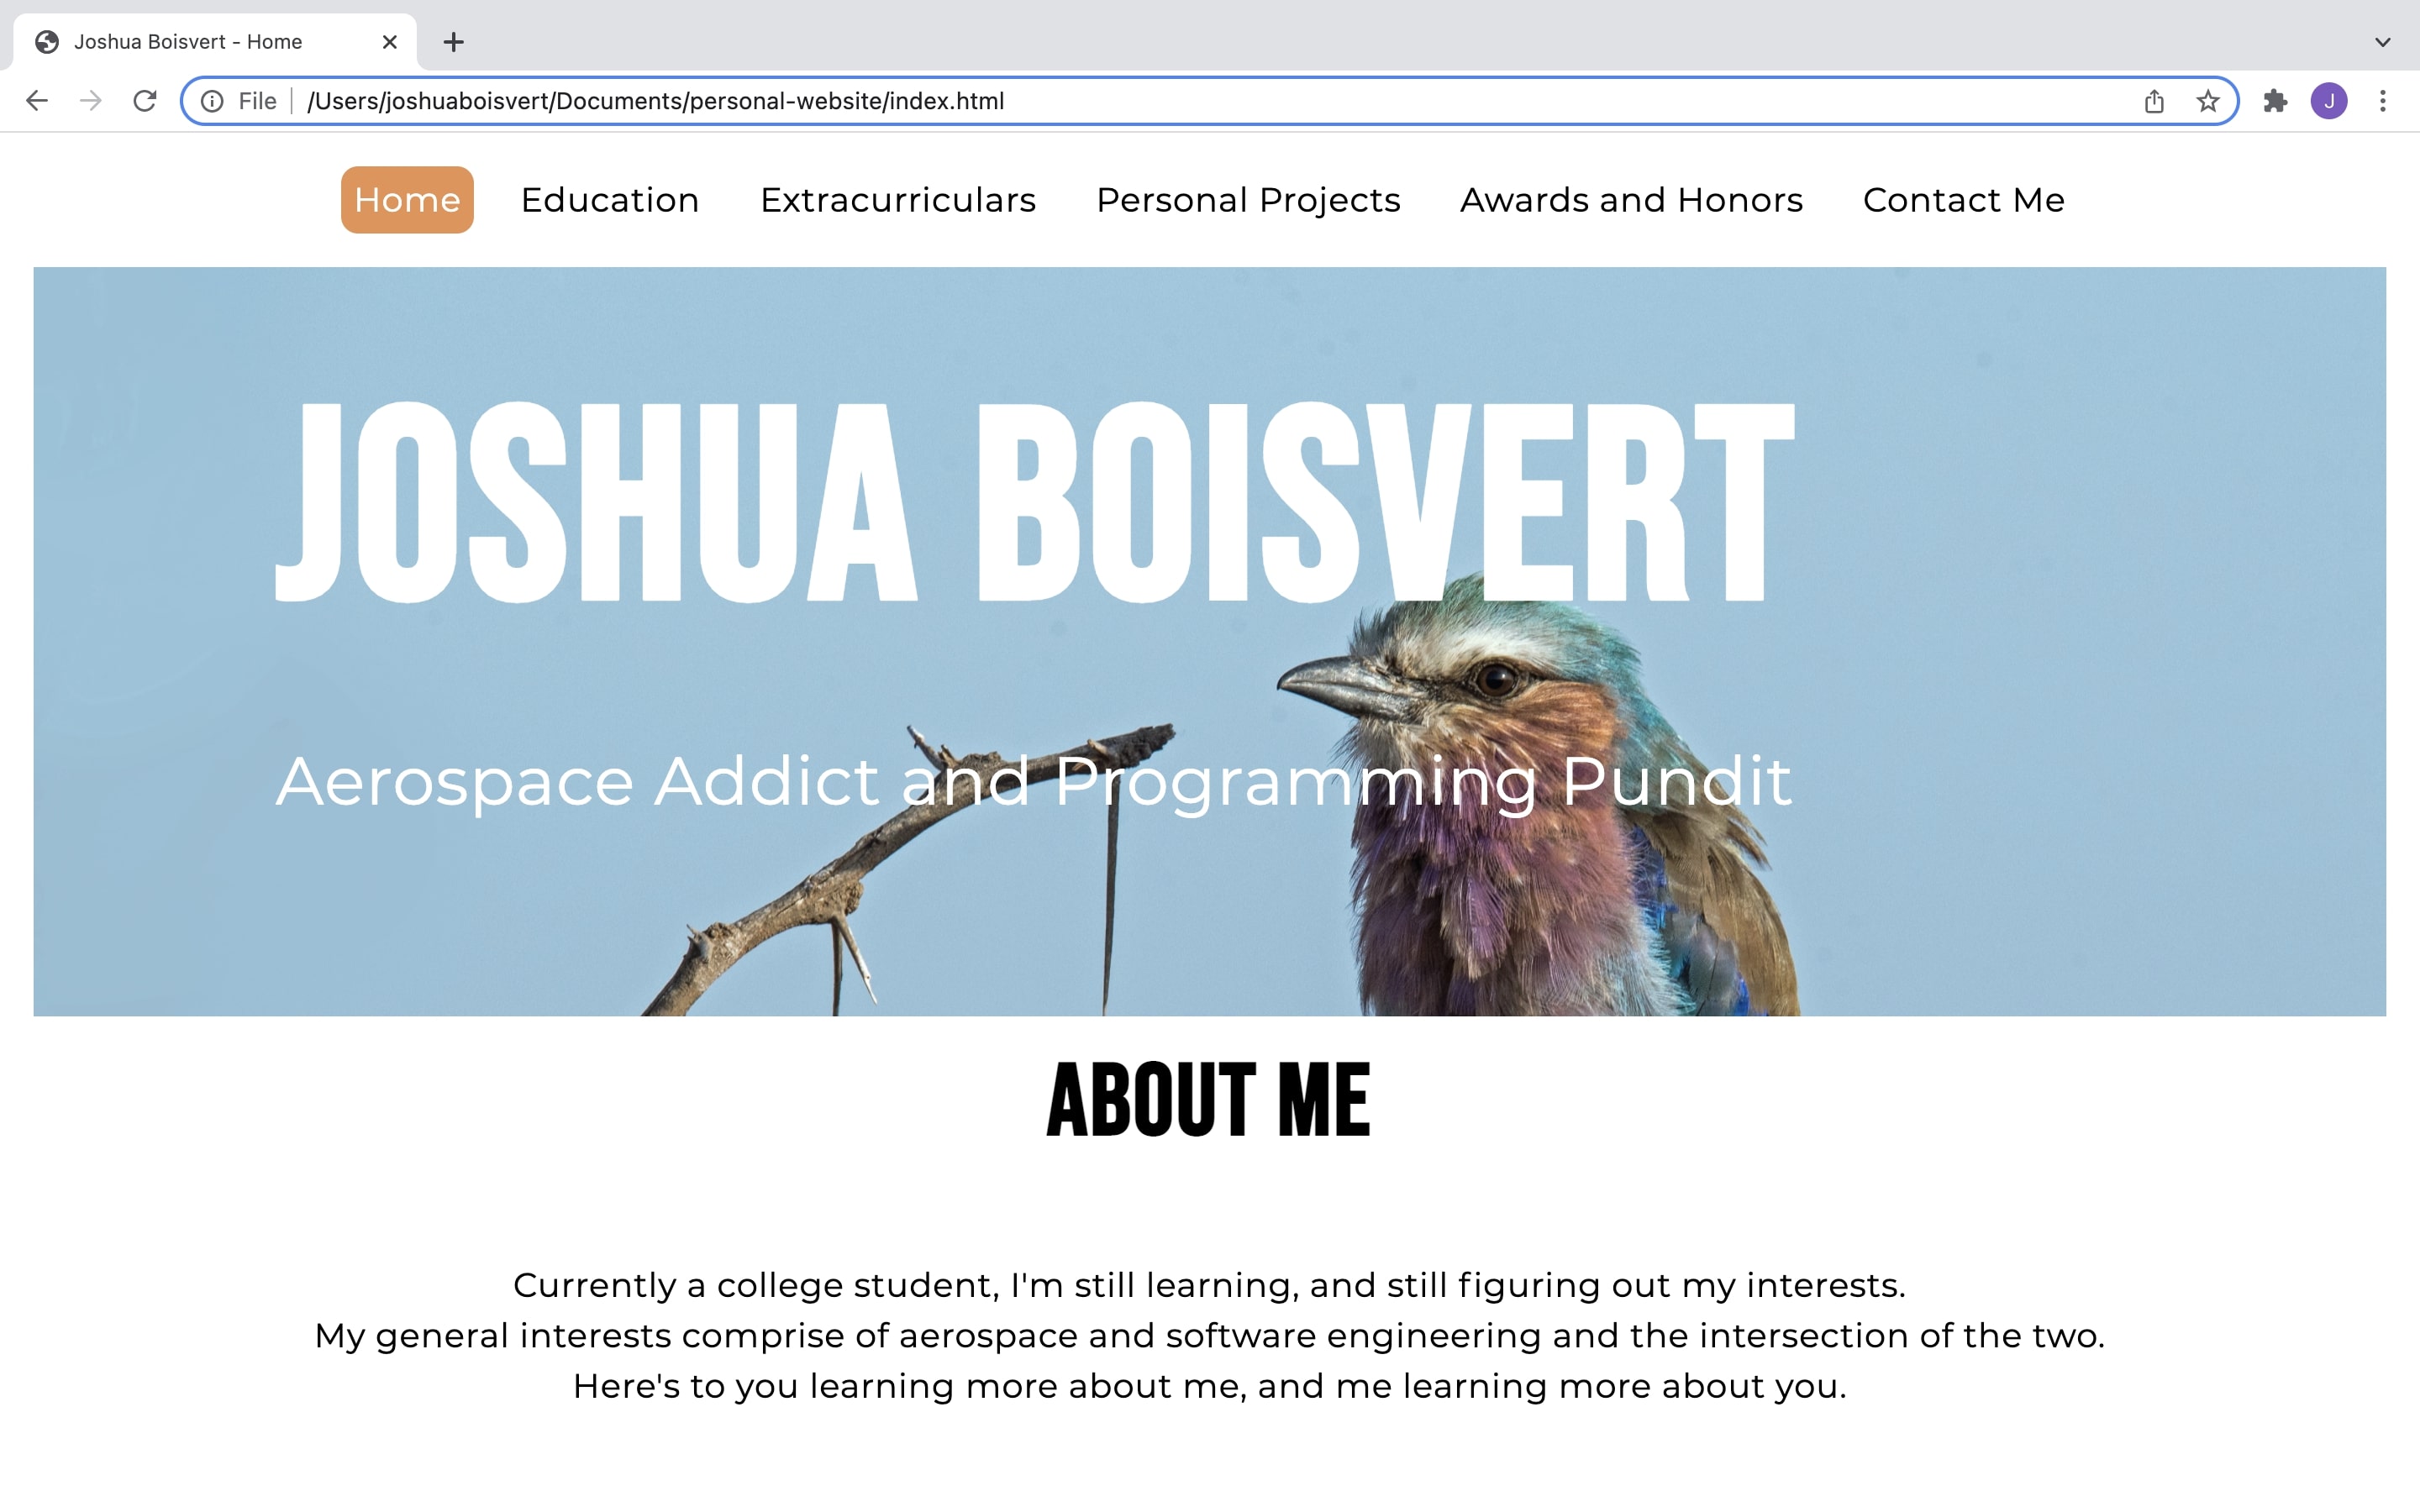 Joshua Boisvert - Home
File /Users/joshuaboisvert/Documents/personal-website/index.html
J
Home Education Extracurriculars Personal Projects Awards and Honors Contact Me
JOSHUA BOISVERT
Aerospace Addict and Programming Pundit
ABOUT ME
Currently a college student, I'm still learning, and still figuring out my interests.
My general interests comprise of aerospace and software engineering and the intersection of the two.
Here's to you learning more about me, and me learning more about you.